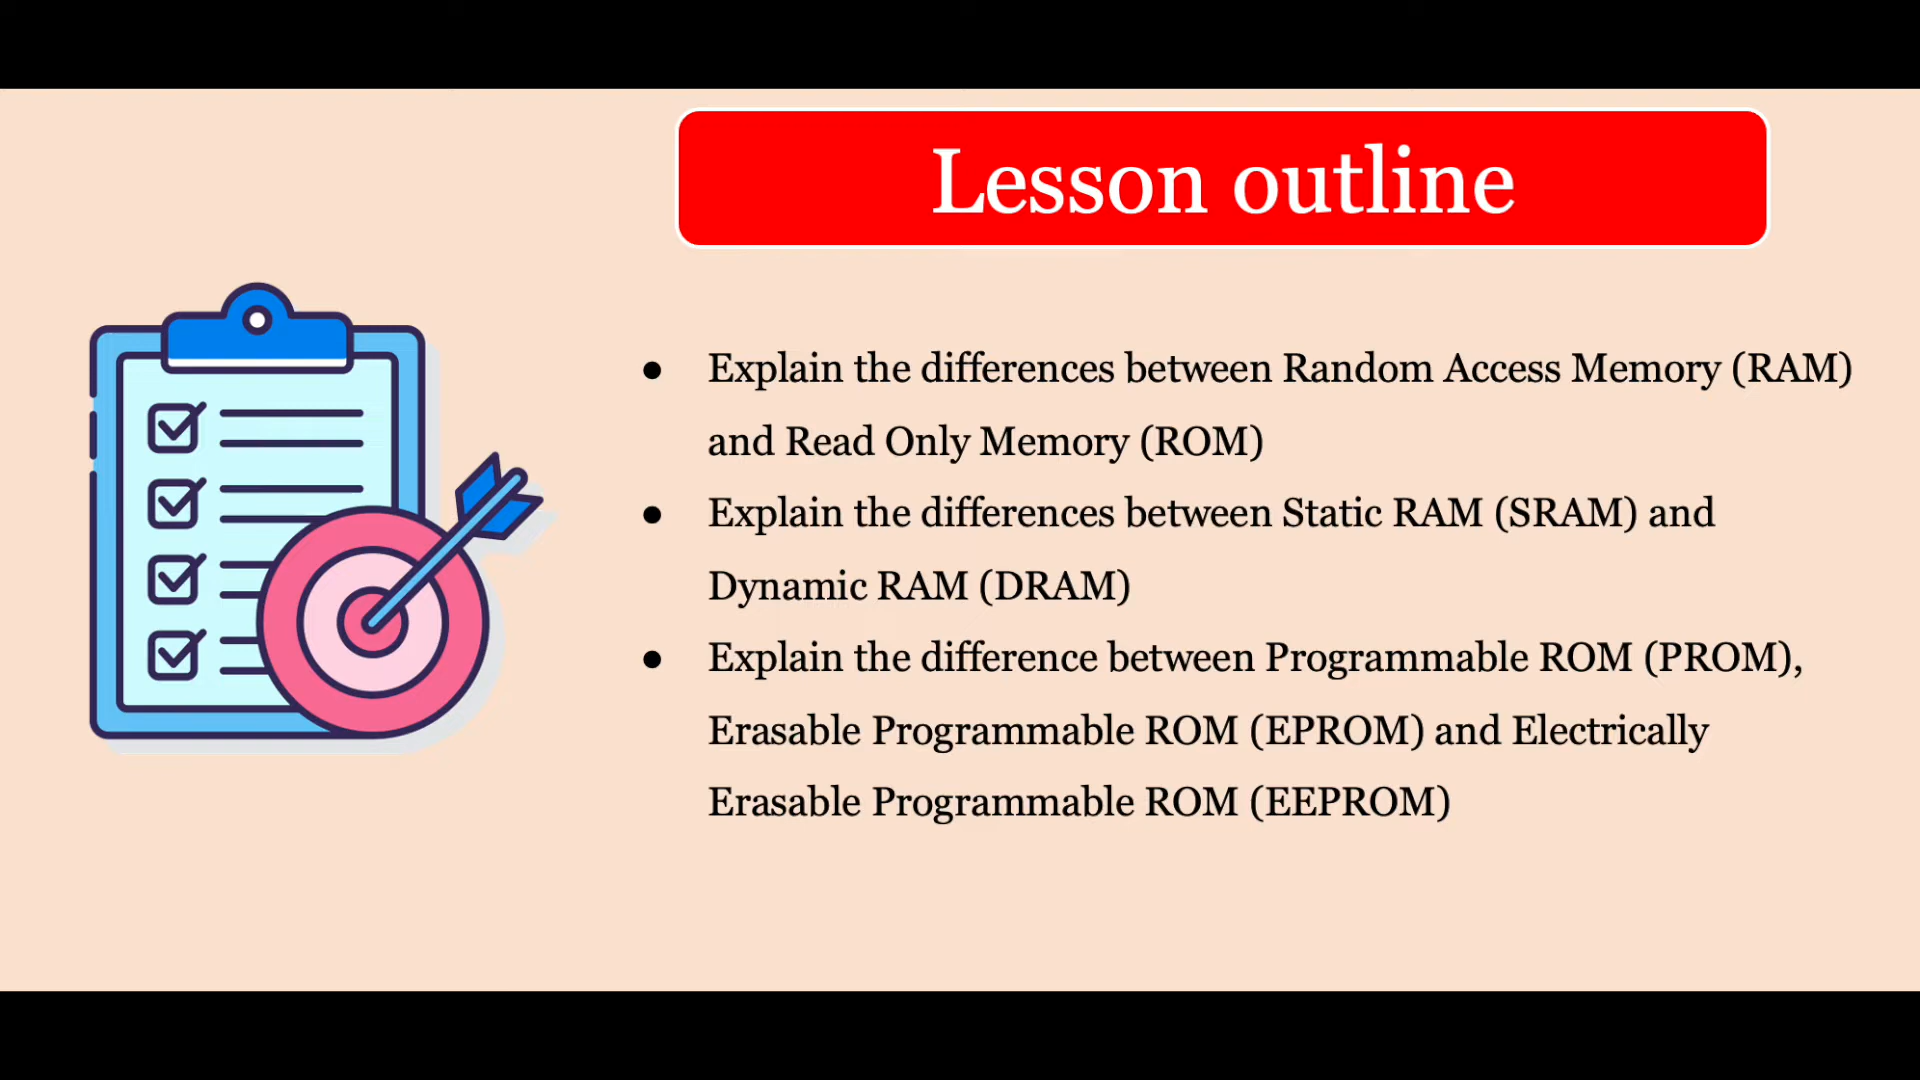 Lesson outline
● Explain the differences between Random Access Memory (RAM)
and Read Only Memory (ROM)
● Explain the differences between Static RAM (SRAM) and
Dynamic RAM (DRAM)
● Explain the difference between Programmable ROM (PROM),
Erasable Programmable ROM (EPROM) and Electrically
Erasable Programmable ROM (EEPROM)